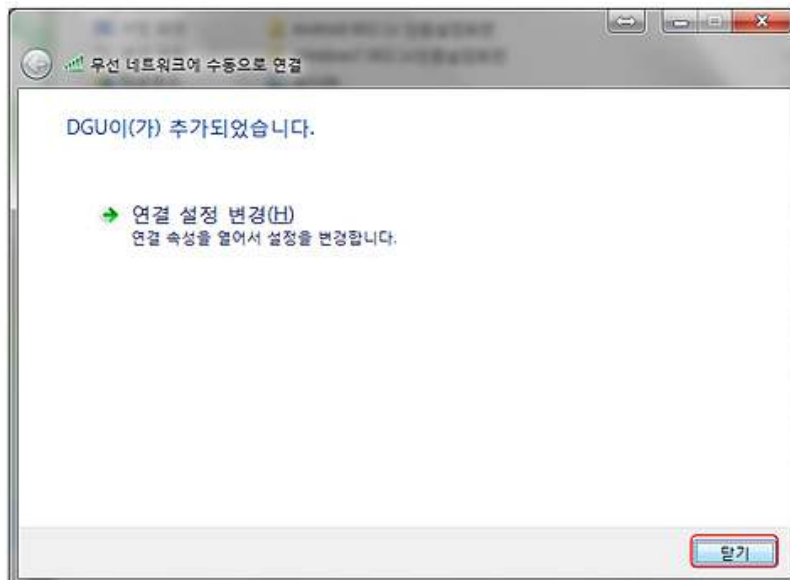 무선 네트워크에 수동으로 연결
DGU이(가) 추가되었습니다.
연결 설정 변경(H)
연결 속성을 열어서 설정을 변경합니다.
닫기